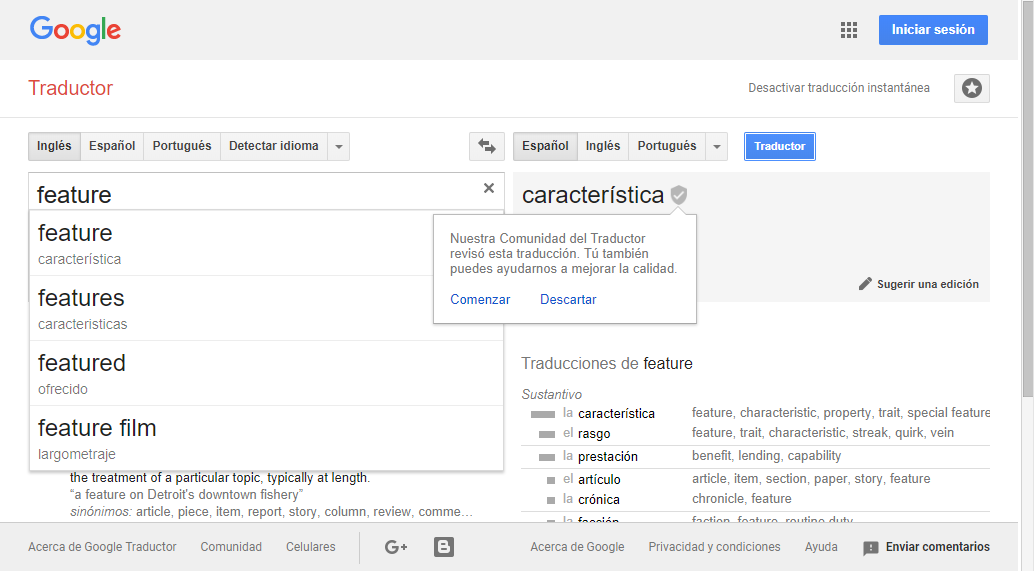 Google
Iniciar sesión
Traductor
Desactivar traducción instantánea
Inglés Español Portugués Detectar idioma
Español Inglés Portugués Traductor
feature
característica
feature
característica
features
caracteristicas
featured
ofrecido
feature film
largometraje
Nuestra Comunidad del Traductor
revisó esta traducción. Tú también
puedes ayudarnos a mejorar la calidad.
Comenzar Descartar
Sugerir una edición
the treatment of a particular topic, typically at length.
“a feature on Detroit's downtown fishery”
sinónimos: article, piece, item, report, story, column, review, comme…
Traducciones de feature
Sustantivo
la característica feature, characteristic, property, trait, special feature
el rasgo feature, trait, characteristic, streak, quirk, vein
la prestación benefit, lending, capability
el artículo article, item, section, paper, story, feature
la crónica chronicle, feature
la facción faction, feature, routine duty
Acerca de Google Traductor Comunidad Celulares G+ B
Acerca de Google Privacidad y condiciones Ayuda Enviar comentarios